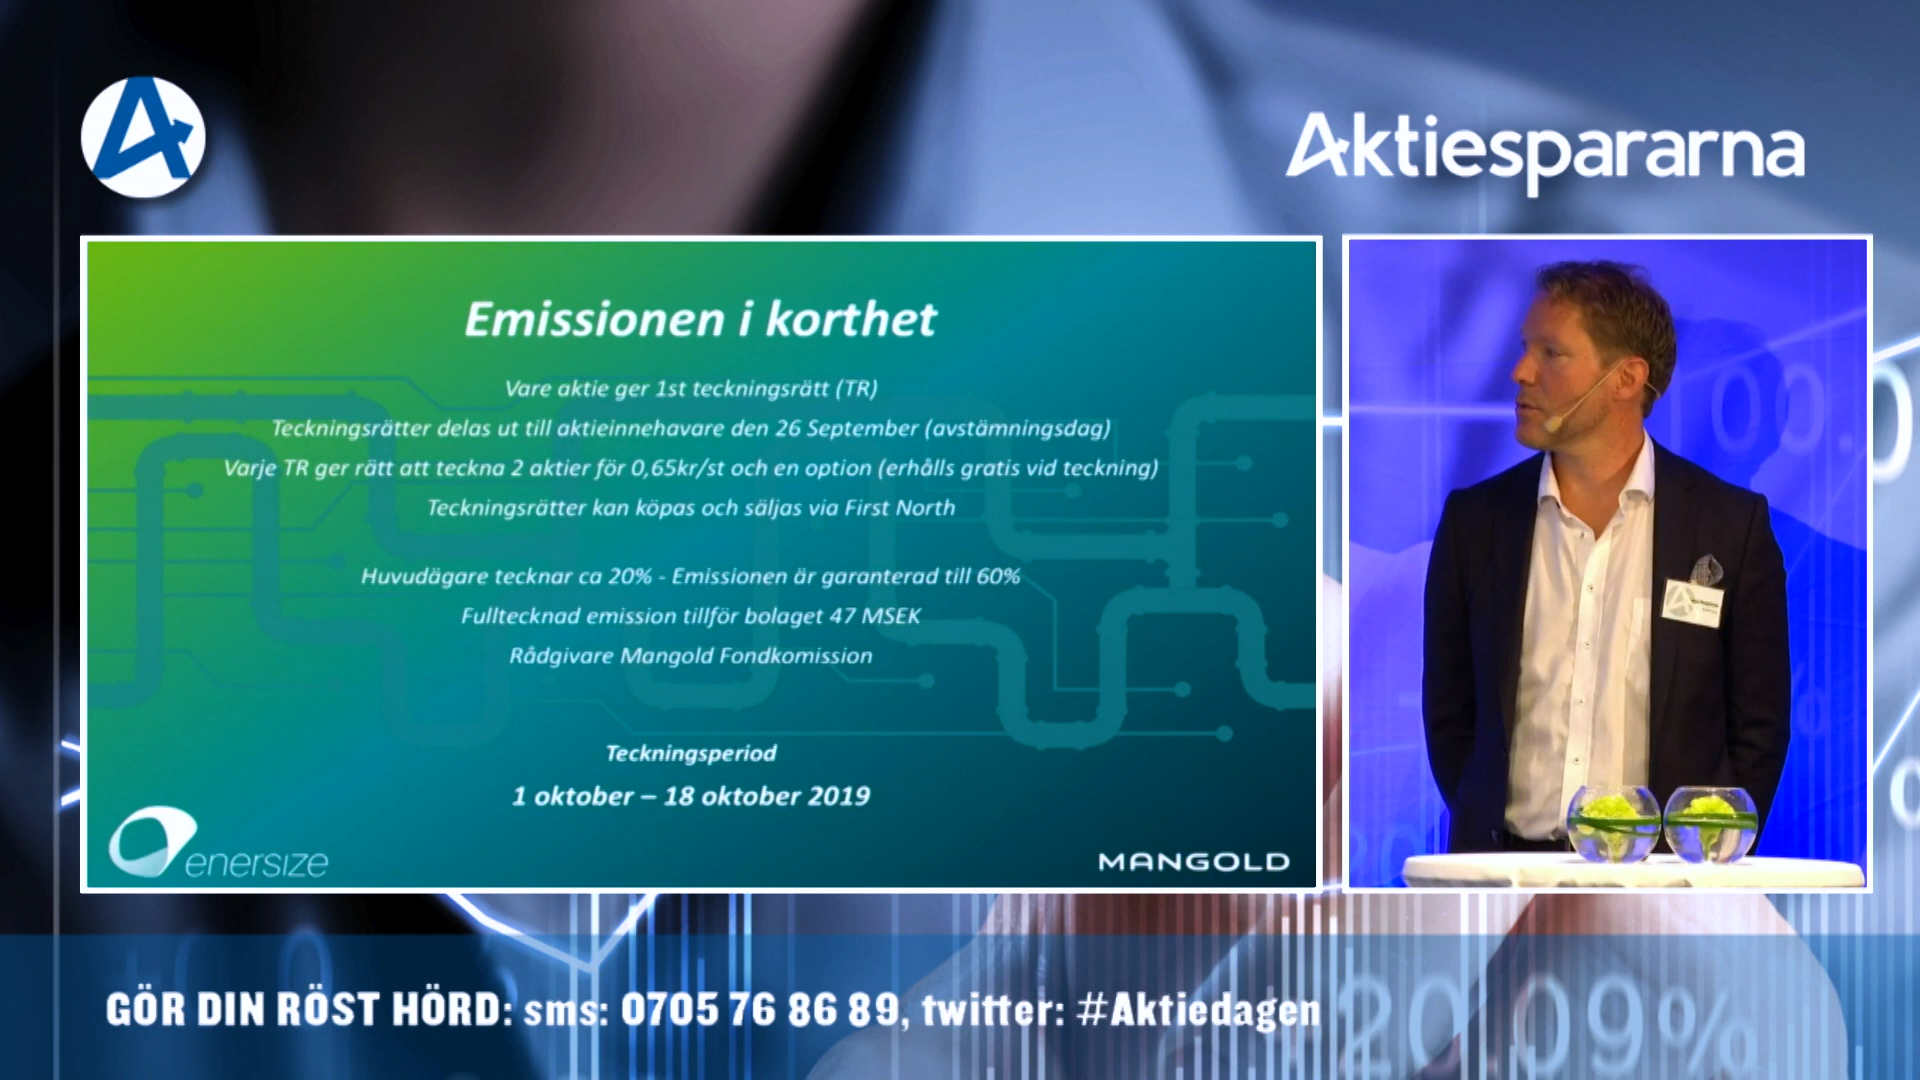 Aktiespararna
Emissionen i korthet
Vare aktie ger 1st teckningsrätt (TR)
Teckningsrätter delas ut till aktieinnehavare den 26 September (avstämningsdag)
Varje TR ger rätt att teckna 2 aktier för 0,65kr/st och en option (erhålls gratis vid teckning)
Teckningsrätter kan köpas och säljas via First North
Huvudägare tecknar ca 20% - Emissionen är garanterad till 60%
Fulltecknad emission tillför bolaget 47 MSEK
Rådgivare Mangold Fondkomission
Teckningsperiod
1 oktober – 18 oktober 2019
enersize
MANGOLD
GÖR DIN RÖST HÖRD: sms: 0705 76 86 89, twitter: #Aktiedagen
20.09%